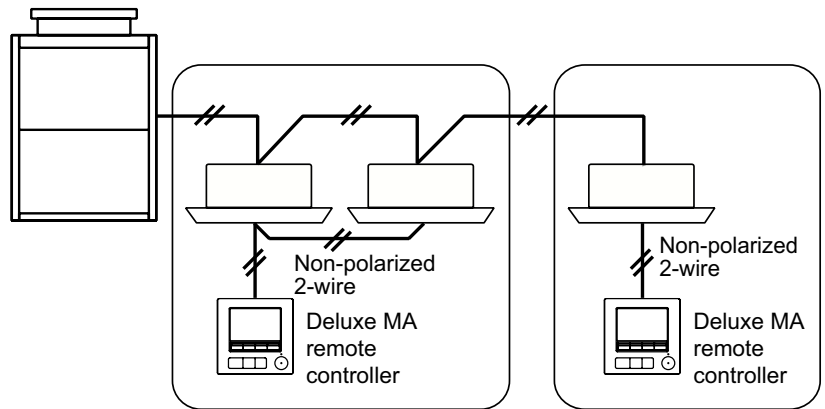 Non-polarized
2-wire
Deluxe MA
remote
controller
Non-polarized
2-wire
Deluxe MA
remote
controller